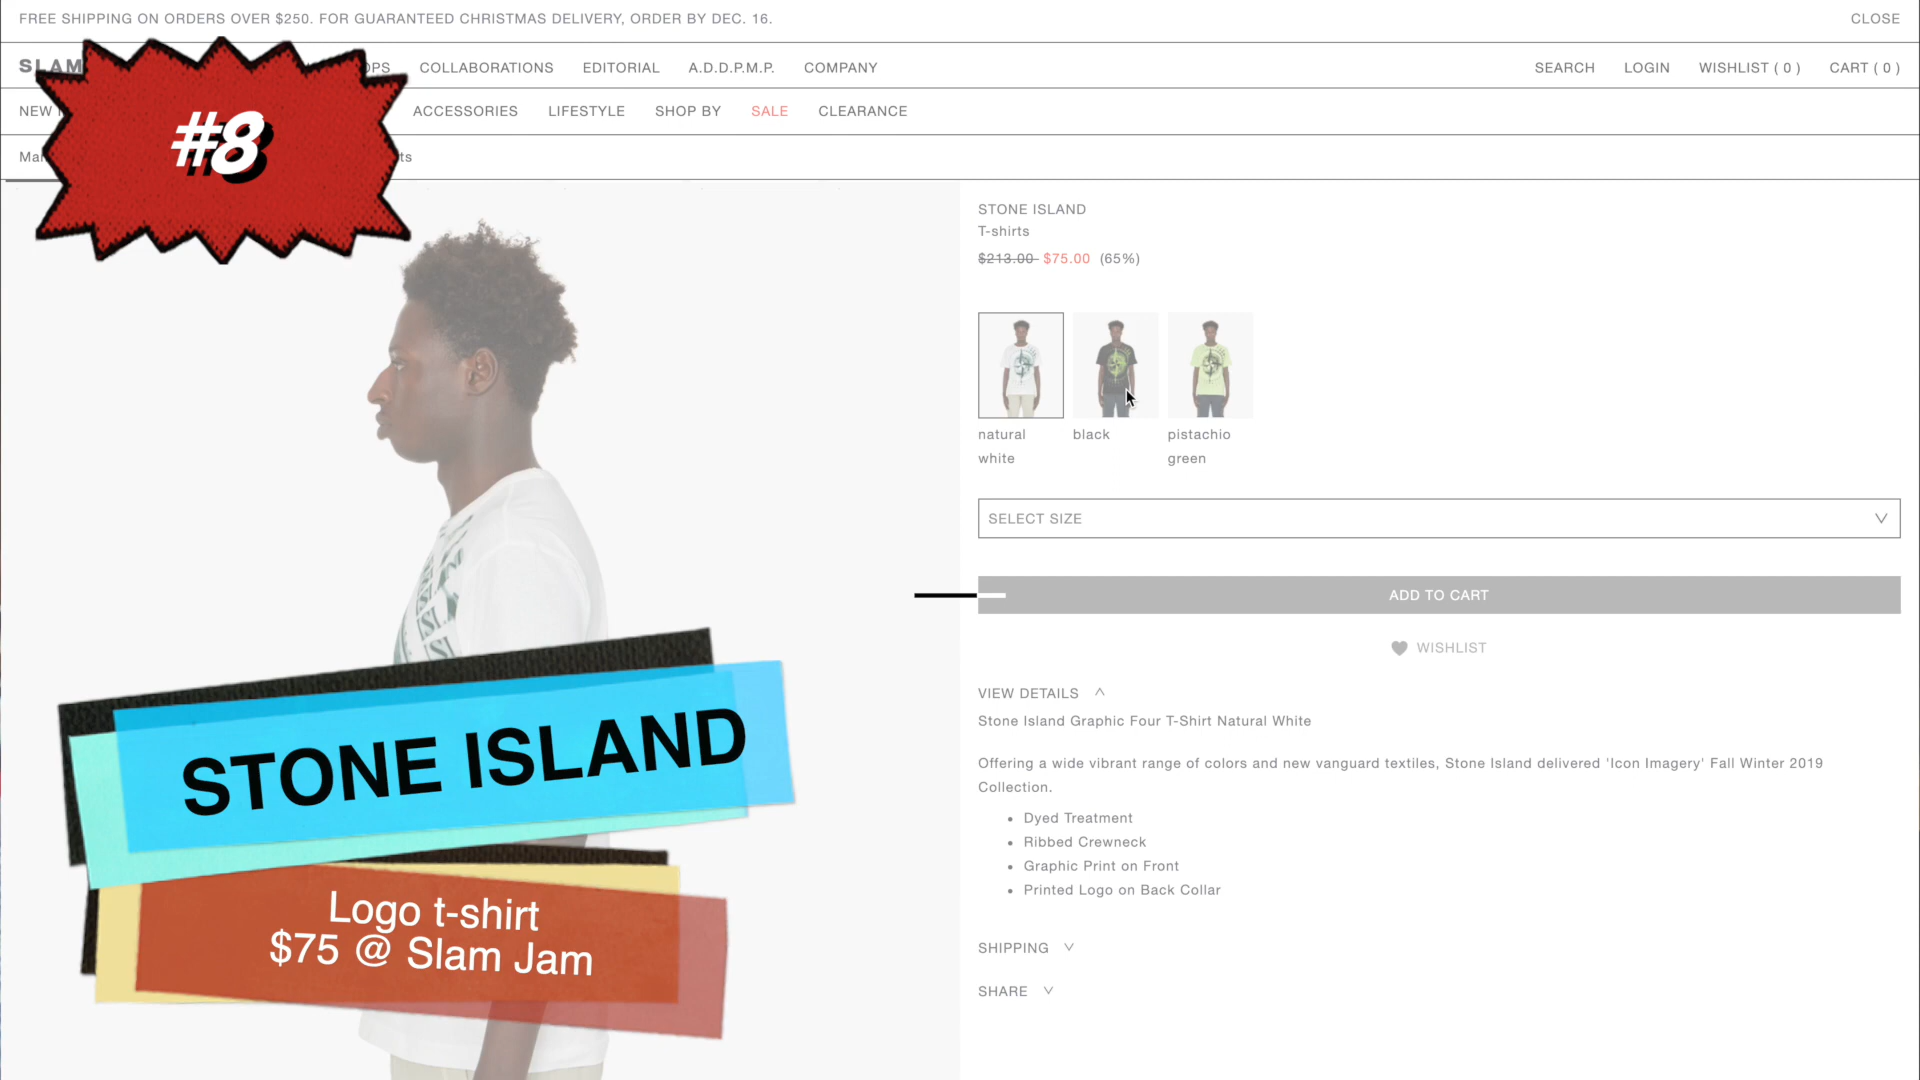 FREE SHIPPING ON ORDERS OVER $250. FOR GUARANTEED CHRISTMAS DELIVERY, ORDER BY DEC. 16.
CLOSE
SLAM
COLLABORATIONS
EDITORIAL
A.D.D.P.M.P.
COMPANY
SEARCH
LOGIN
WISHLIST ( 0 )
CART ( 0 )
NEW
ACCESSORIES
LIFESTYLE
SHOP BY
SALE
CLEARANCE
#8
STONE ISLAND
T-shirts
$213.00 $75.00 (65%)
natural white
black
pistachio green
SELECT SIZE
ADD TO CART
WISHLIST
VIEW DETAILS
Stone Island Graphic Four T-Shirt Natural White
Offering a wide vibrant range of colors and new vanguard textiles, Stone Island delivered 'Icon Imagery' Fall Winter 2019
Collection.
Dyed Treatment
Ribbed Crewneck
Graphic Print on Front
Printed Logo on Back Collar
SHIPPING
SHARE
STONE ISLAND
Logo t-shirt
$75 @ Slam Jam